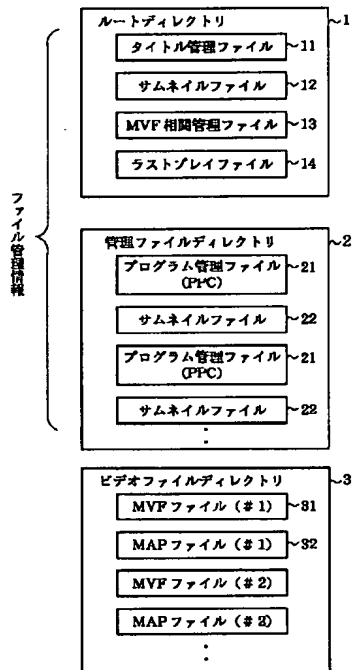 ルートディレクトリ
~1
タイトル管理ファイル
~11
サムネイルファイル
~12
MVF相関管理ファイル
~13
ラストプレイファイル
~14
ファイル管理情報
管理ファイルディレクトリ
~2
プログラム管理ファイル
(PPC)
~21
サムネイルファイル
~22
プログラム管理ファイル
(PPC)
~21
サムネイルファイル
~22
ビデオファイルディレクトリ
~3
MVFファイル(#1)
~31
MAPファイル(#1)
~32
MVFファイル(#2)
MAPファイル(#2)